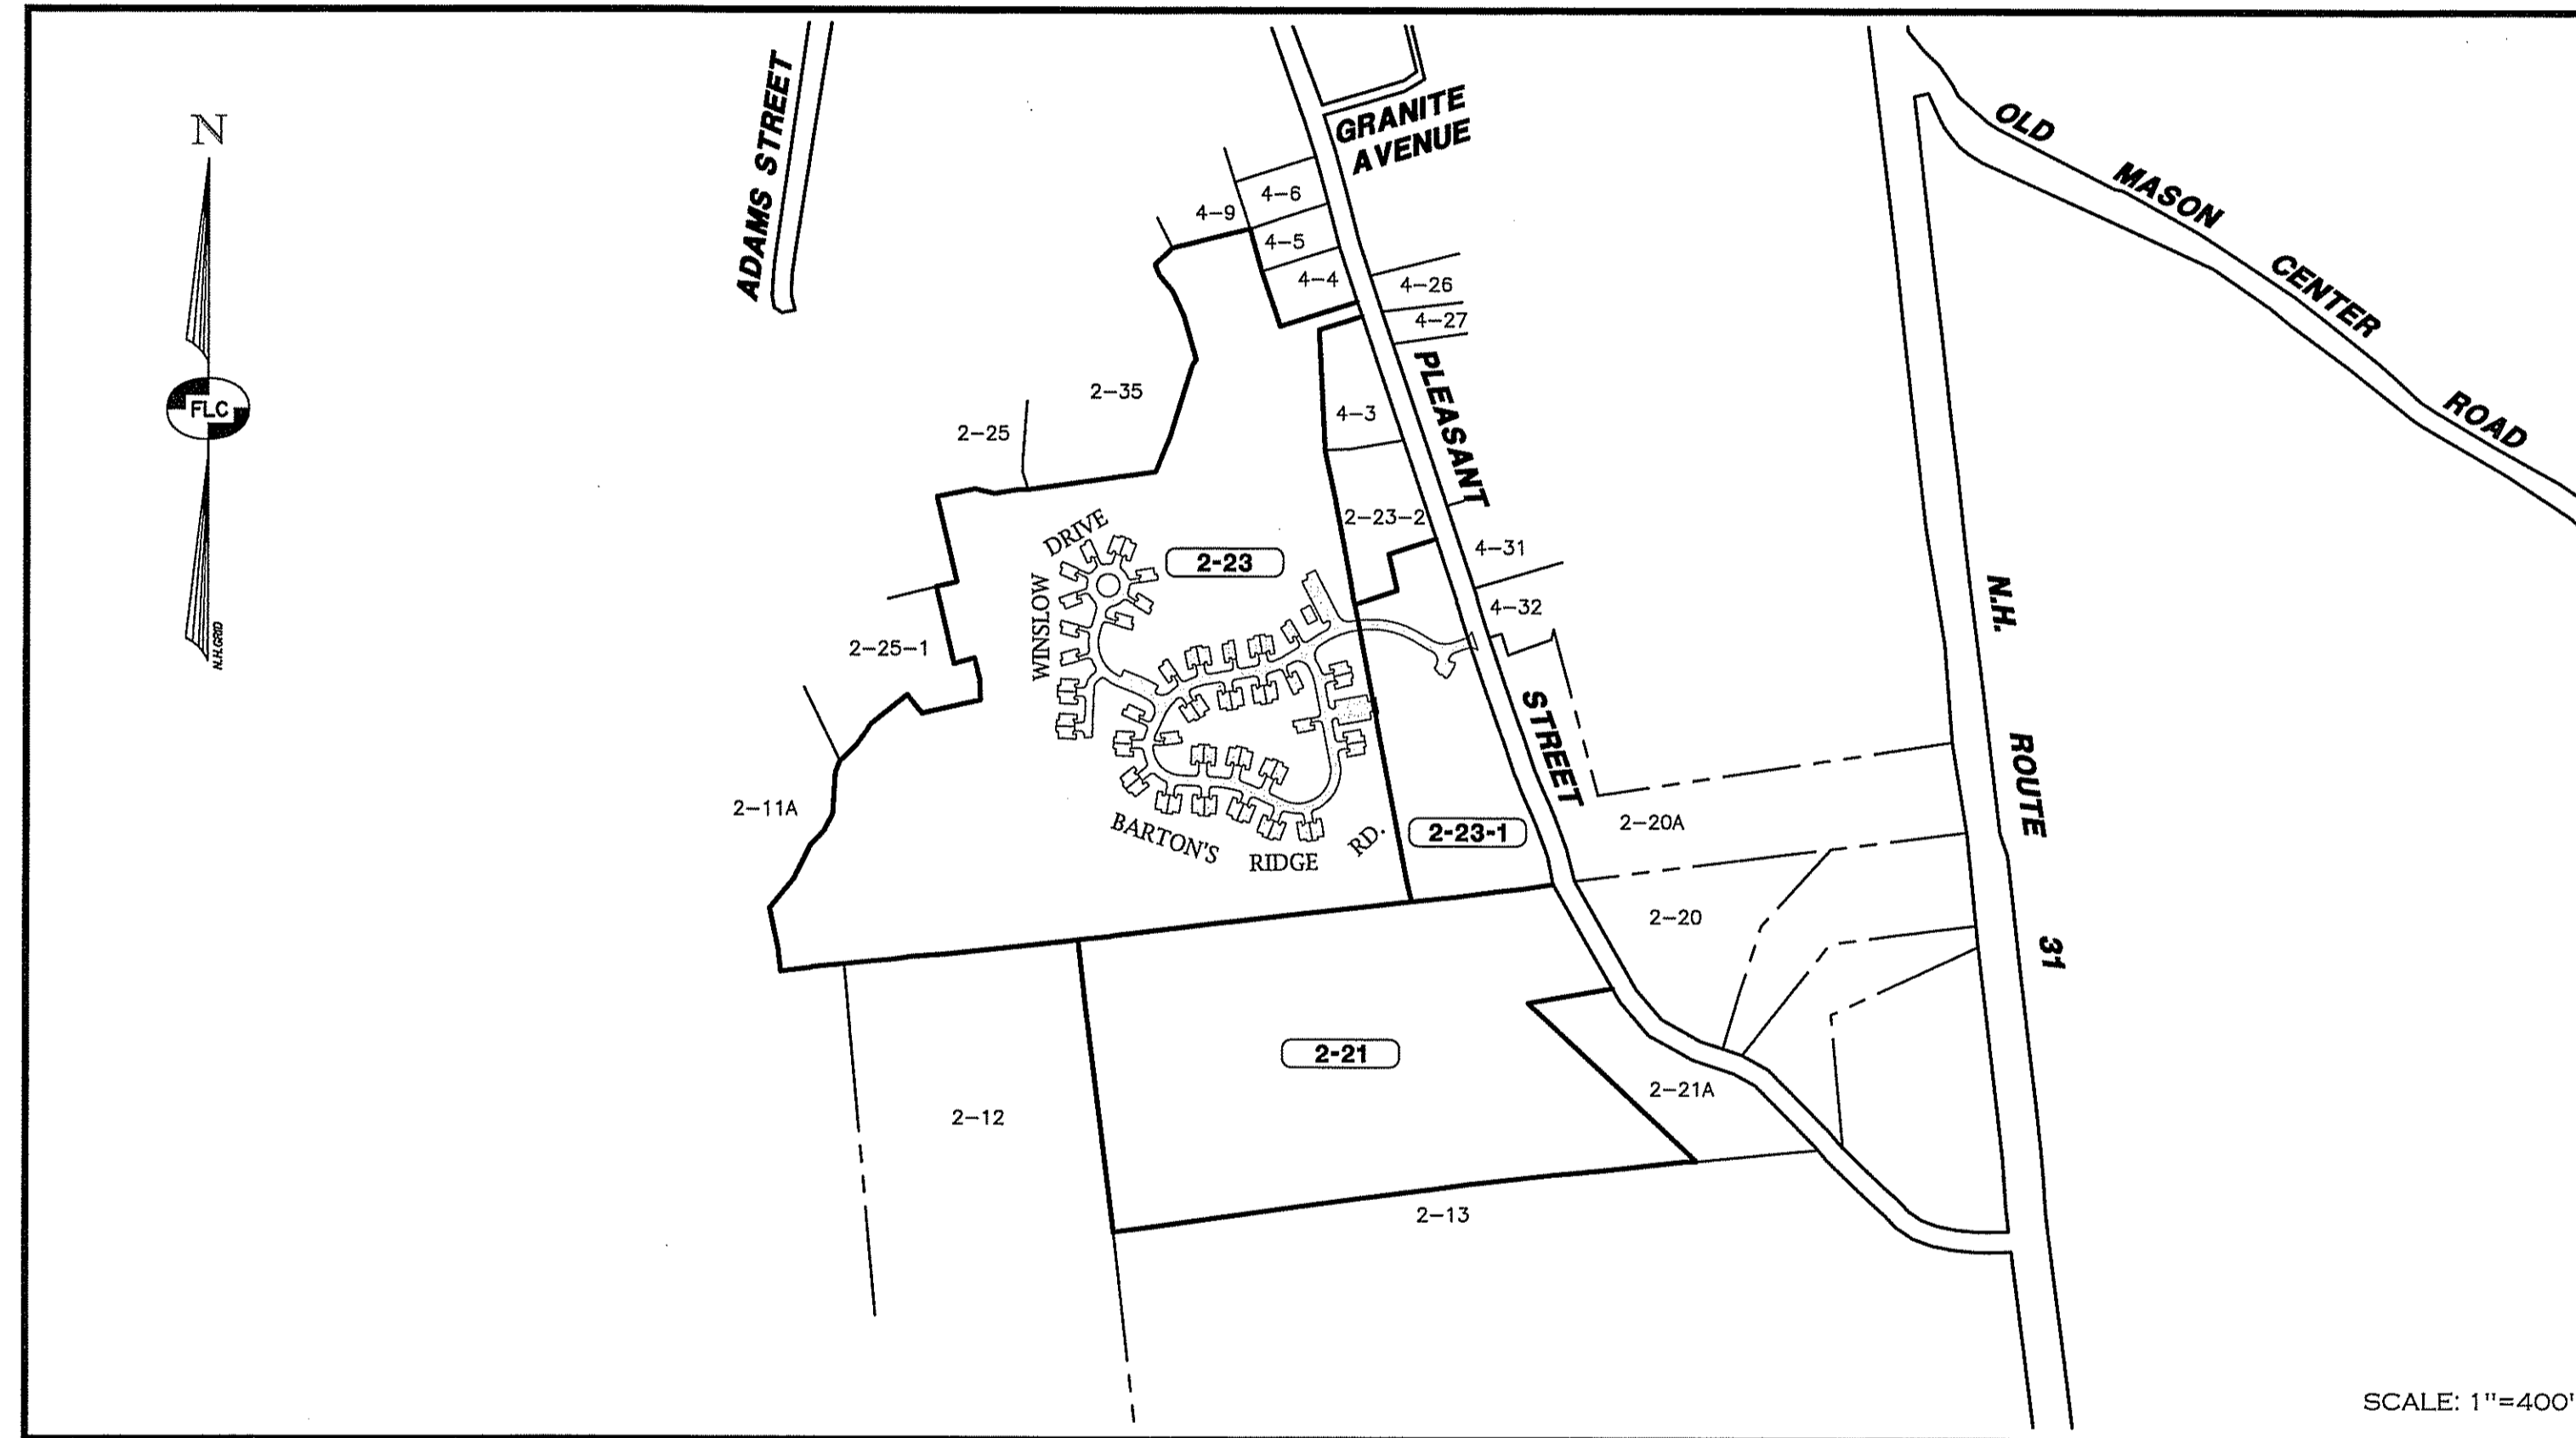 ADAMS STREET
N
FLC
N.H.GRID
GRANITE
AVENUE
OLD MASON CENTER ROAD
4-6
4-9
4-5
4-4
4-26
4-27
PLEASANT STREET
2-35
4-3
2-25
2-23-2
4-31
WINSLOW DRIVE
2-23
4-32
N.H. ROUTE 31
2-25-1
2-11A
BARTON'S RIDGE RD.
2-23-1
2-20A
2-20
2-21
2-21A
2-12
2-13
SCALE: 1"=400'